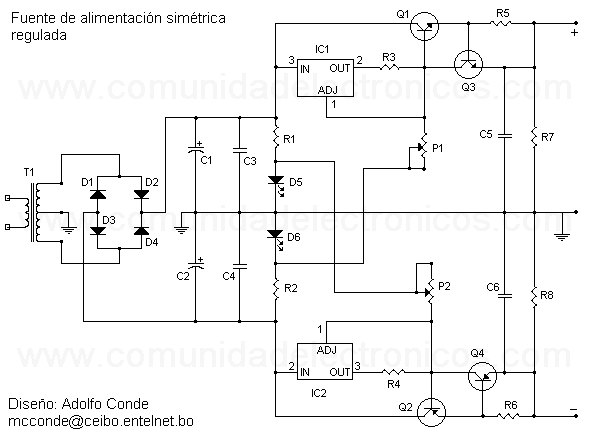 Fuente de alimentación simétrica
regulada
www.comunidadelectronicos.com
Q1
R5
+
IC1
3
IN
OUT
2
R3
ADJ
1
Q3
R1
P1
C5
R7
T1
D1
D2
C1
C3
D5
D3
D4
www.comunidadelectronicos.com
D6
C2
C4
R2
P2
C6
R8
1
ADJ
2
IN
OUT
3
IC2
R4
Q4
www.comunidadelectronicos.com
Q2
R6
-
Diseño: Adolfo Conde
mcconde@ceibo.entelnet.bo